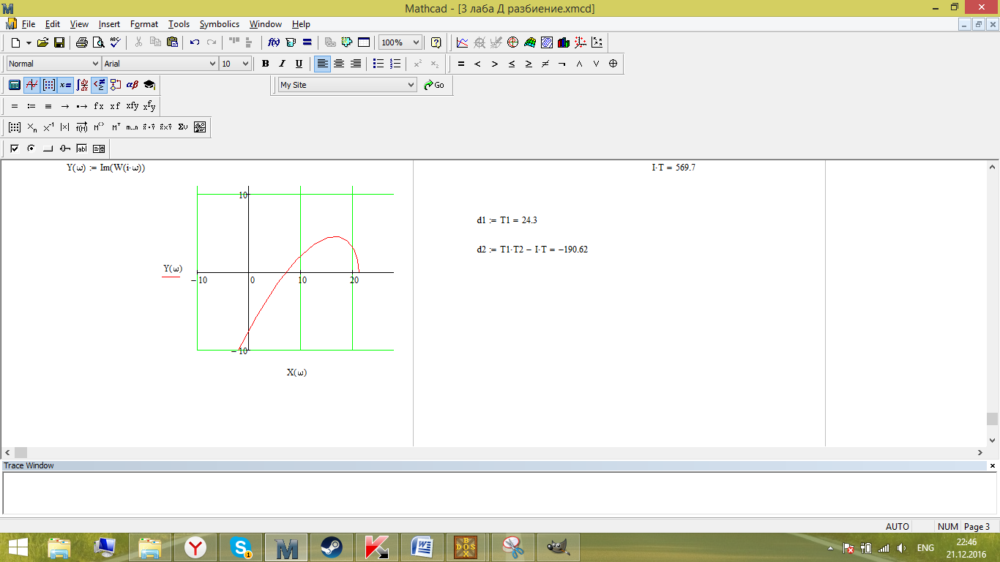 Mathcad - [3 лаба Д разбиение.xmcd]
File Edit View Insert Format Tools Symbolics Window Help
100%
Normal Arial 10 B I U
My Site Go
Y(ω) := Im(W(i·ω))
I·T = 569.7
10
d1 := T1 = 24.3
d2 := T1·T2 − I·T = −190.62
Y(ω)
−10 0 10 20
−10
X(ω)
Trace Window
AUTO NUM Page 3
ENG 22:46
21.12.2016